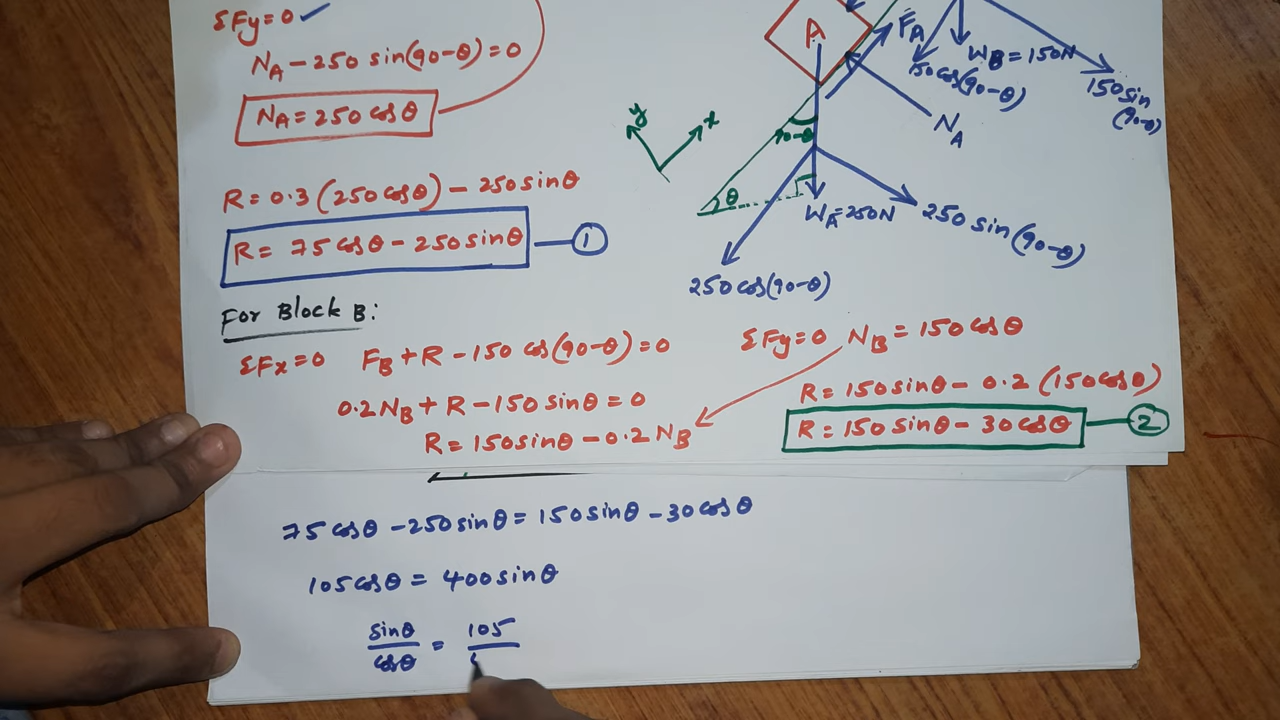 ΣFy=0 ✓
NA - 250 sin(90-θ) = 0
NA = 250 cosθ
R = 0.3 (250 cosθ) - 250 sinθ
R = 75 cosθ - 250 sinθ — 1
For Block B:
ΣFx=0 FB + R - 150 cos(90-θ) = 0
0.2 NB + R - 150 sinθ = 0
R = 150 sinθ - 0.2 NB
ΣFy=0 NB = 150 cosθ
R = 150 sinθ - 0.2 (150 cosθ)
R = 150 sinθ - 30 cosθ — 2
A
FA
WB = 150N
150 cos(90-θ)
150 sin
(90-θ)
NA
y
x
90-θ
θ
WA = 250N
250 sin(90-θ)
250 cos(90-θ)
75 cosθ - 250 sinθ = 150 sinθ - 30 cosθ
105 cosθ = 400 sinθ
sinθ/cosθ = 105/